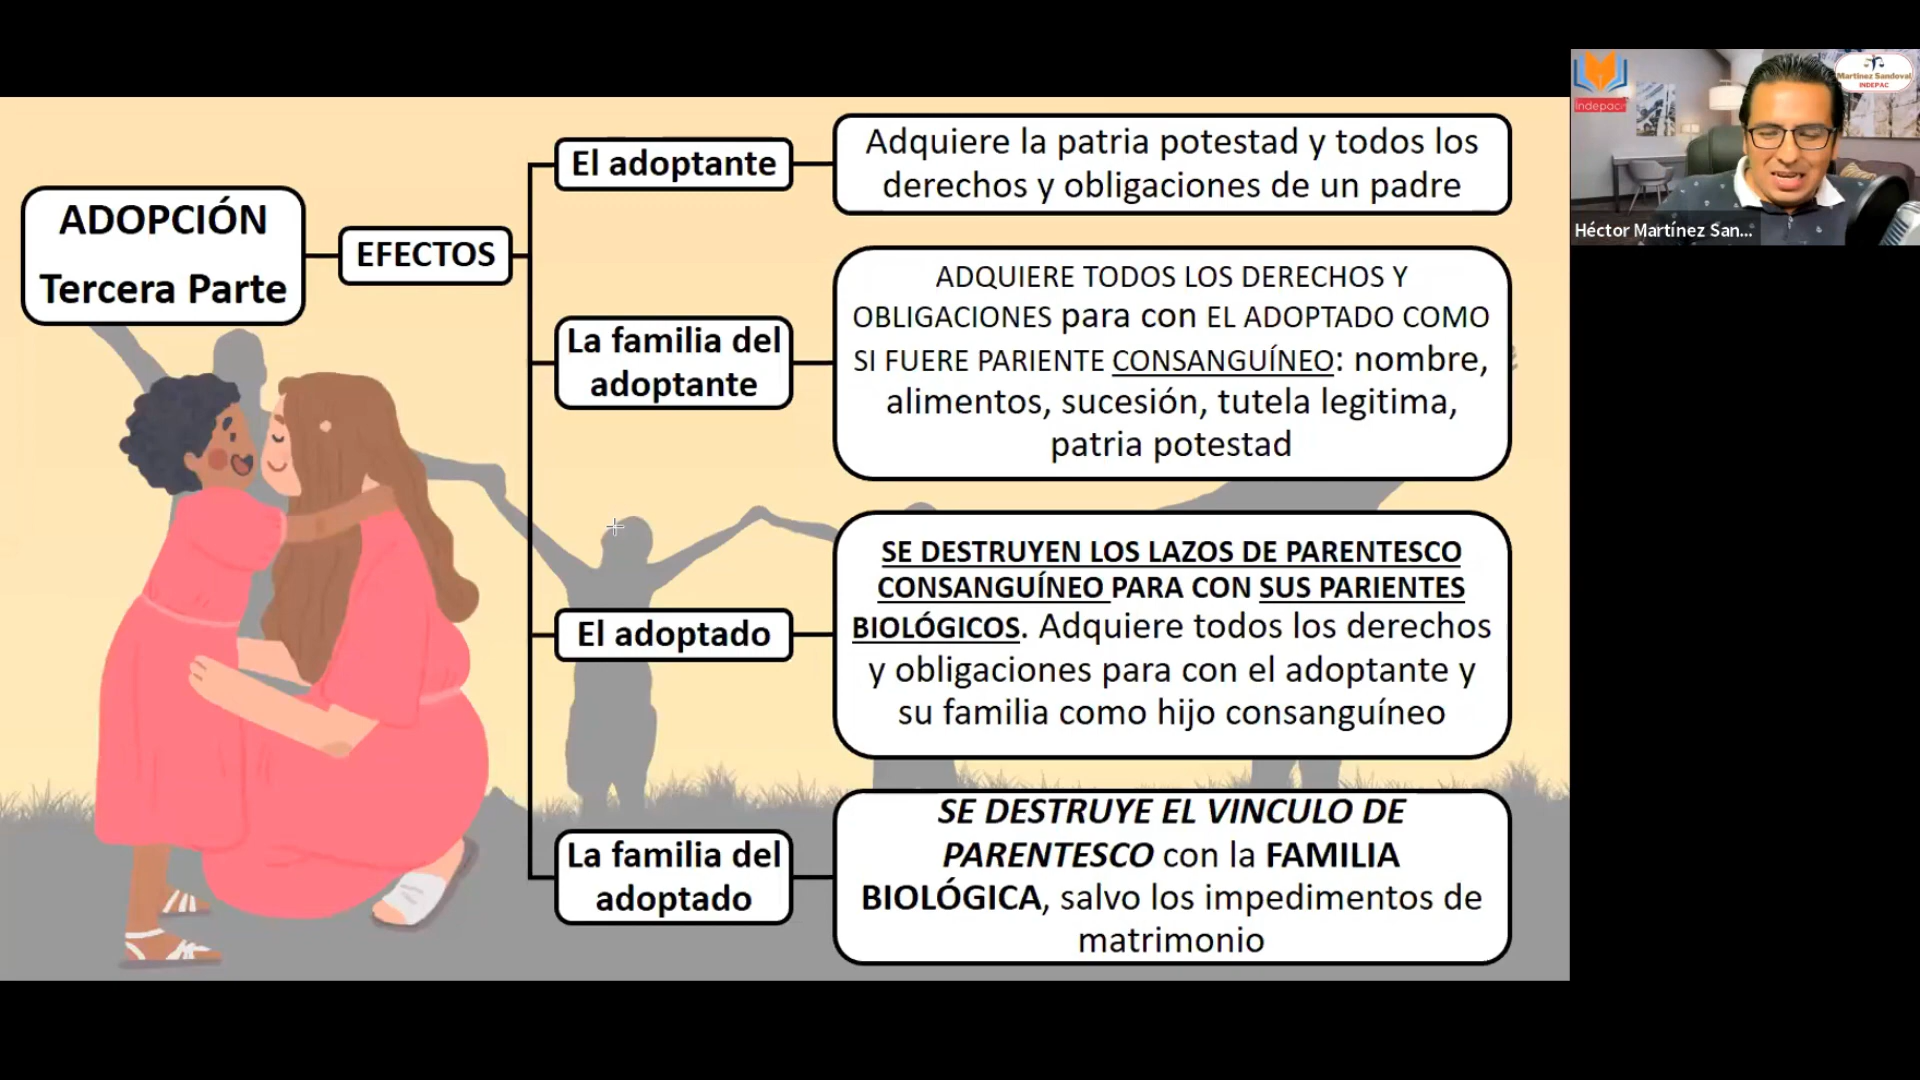 ADOPCIÓN
Tercera Parte
EFECTOS
El adoptante
Adquiere la patria potestad y todos los
derechos y obligaciones de un padre
La familia del
adoptante
ADQUIERE TODOS LOS DERECHOS Y
OBLIGACIONES para con EL ADOPTADO COMO
SI FUERE PARIENTE CONSANGUÍNEO: nombre,
alimentos, sucesión, tutela legitima,
patria potestad
El adoptado
SE DESTRUYEN LOS LAZOS DE PARENTESCO
CONSANGUÍNEO PARA CON SUS PARIENTES
BIOLÓGICOS. Adquiere todos los derechos
y obligaciones para con el adoptante y
su familia como hijo consanguíneo
La familia del
adoptado
SE DESTRUYE EL VINCULO DE
PARENTESCO con la FAMILIA
BIOLÓGICA, salvo los impedimentos de
matrimonio
Indepac
Martínez Sandoval
INDEPAC
Héctor Martínez San...